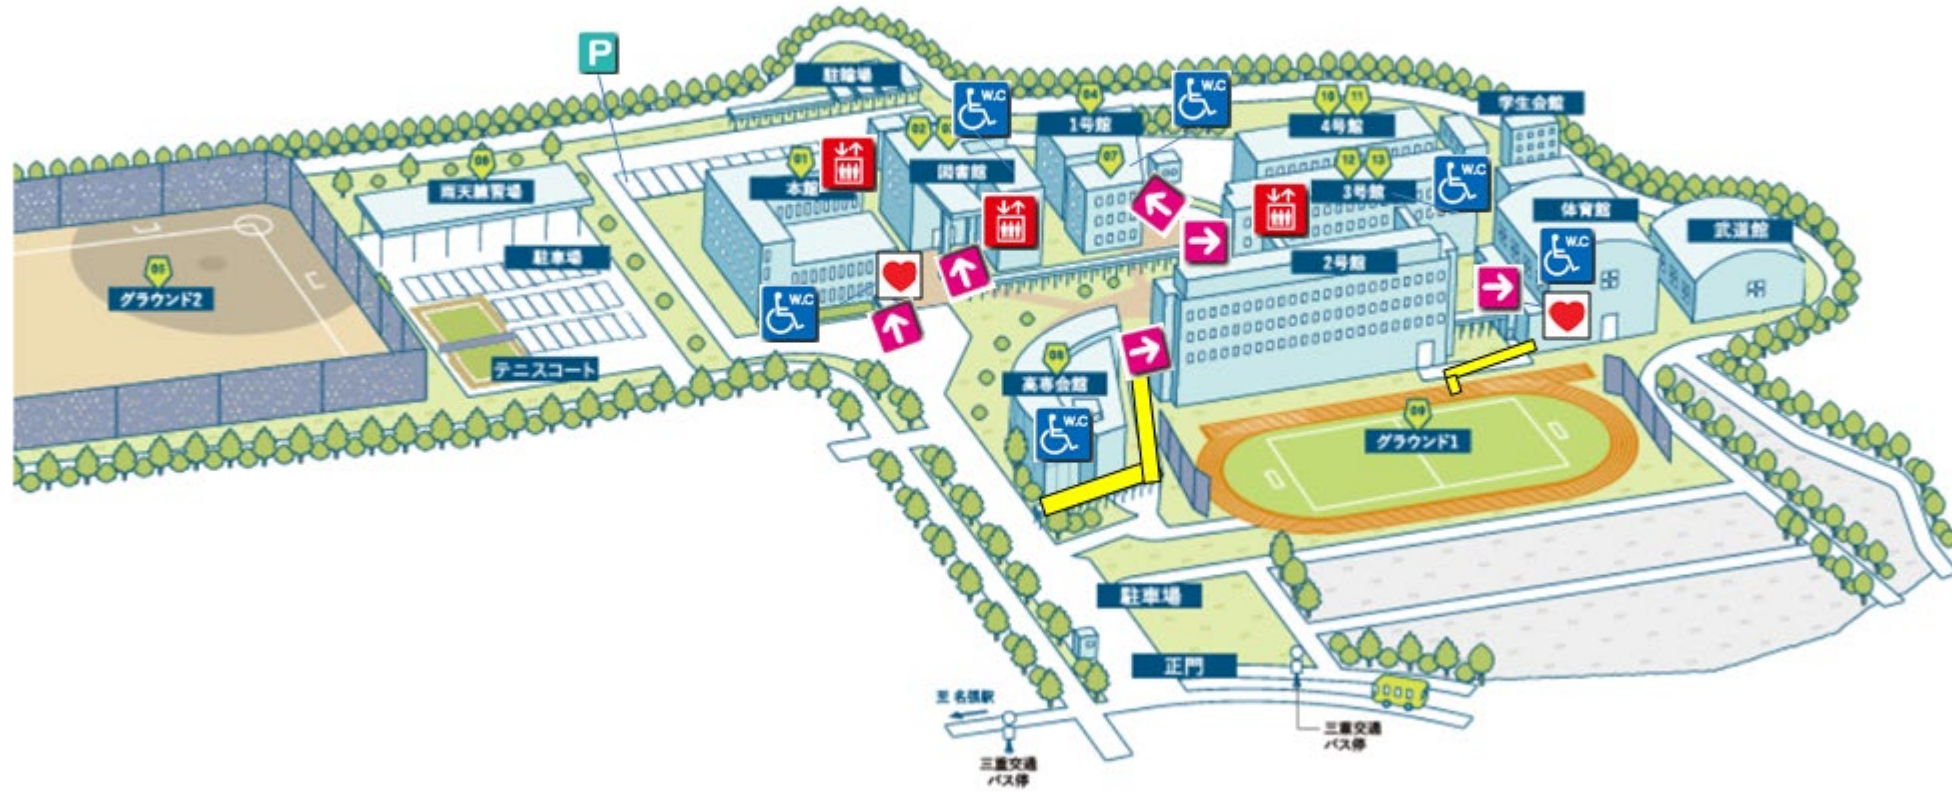 P
駐輪場
W.C
04
1号館
W.C
10
11
4号館
学生会館
06
雨天練習場
01
本館
02
図書館
07
12
13
3号館
W.C
体育館
武道館
駐車場
W.C
2号館
05
グラウンド2
W.C
テニスコート
08
高専会館
W.C
09
グラウンド1
駐車場
正門
至 名張駅
三重交通
バス停
三重交通
バス停